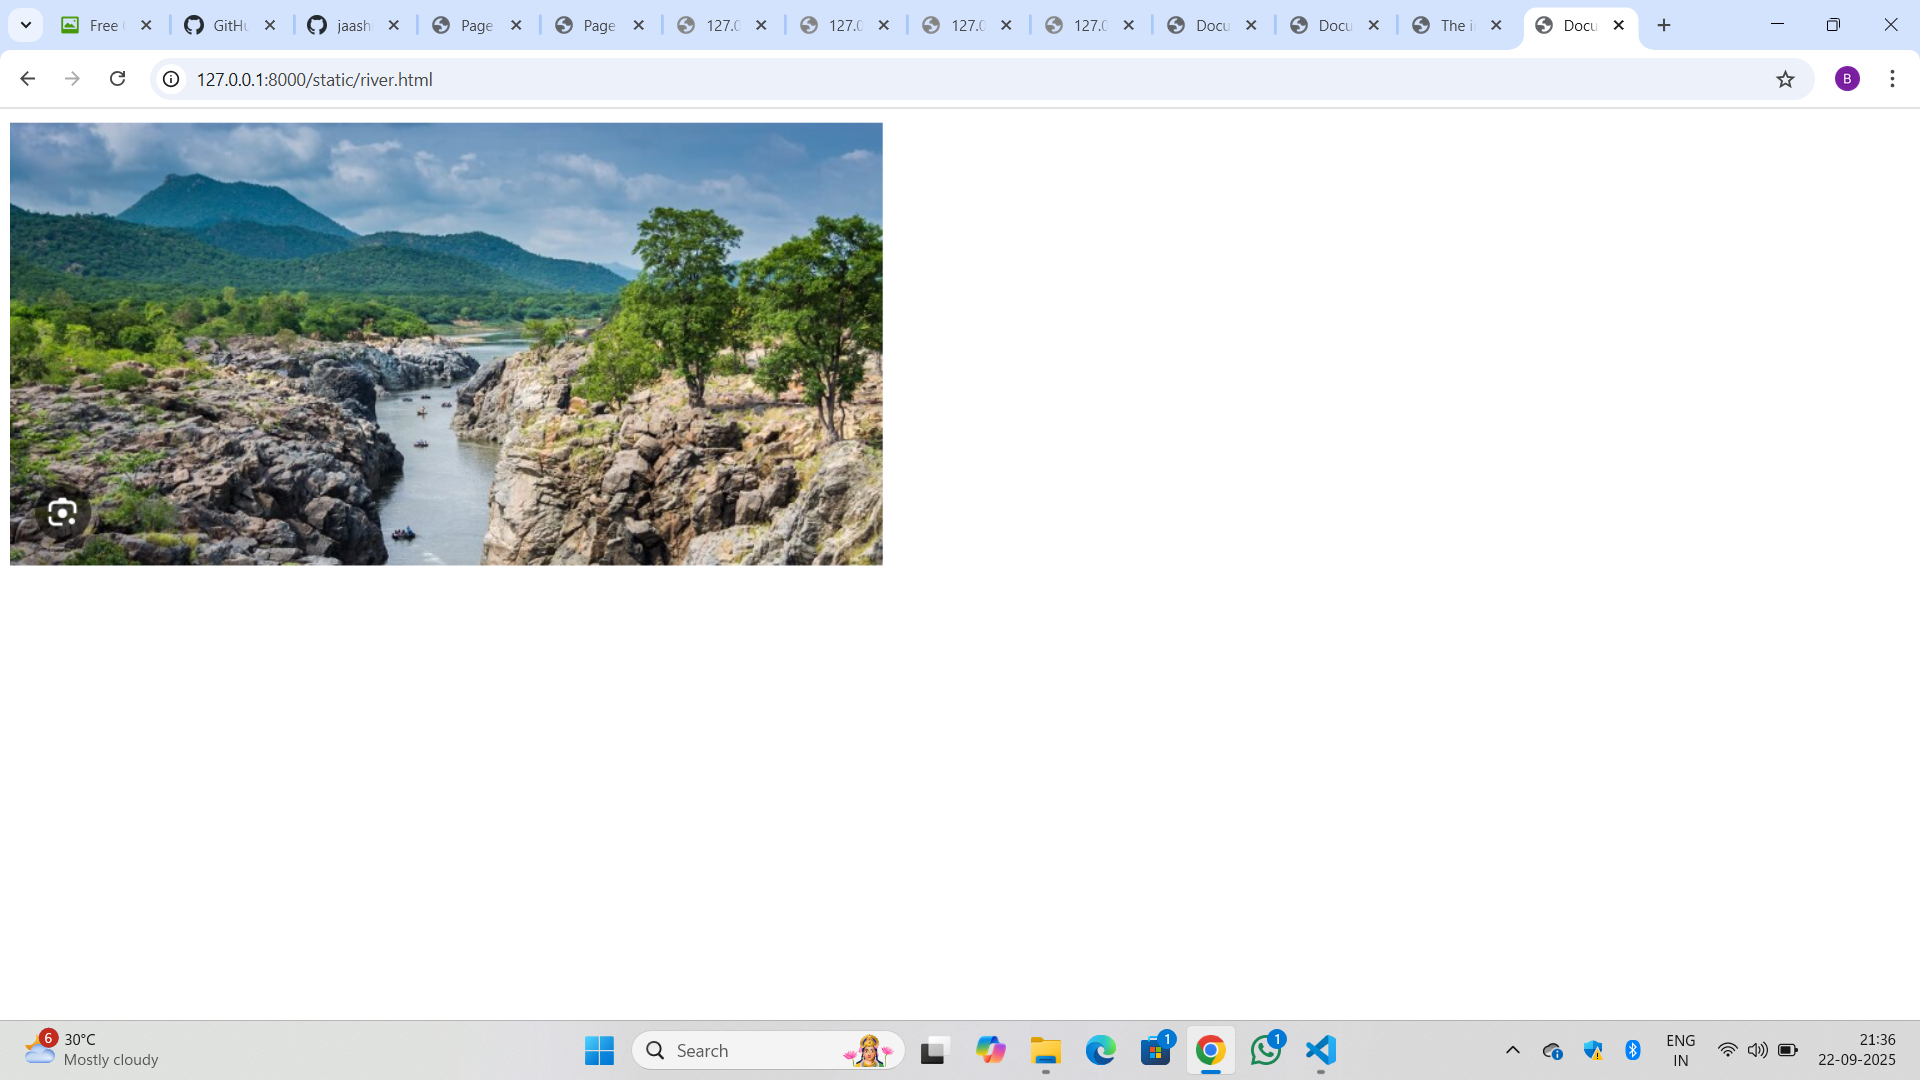 Free
GitHu
jaash
Page
Page
127.0
127.0
127.0
127.0
Docu
Docu
The i
Docu
127.0.0.1:8000/static/river.html
B
6
30°C
Mostly cloudy
Search
1
1
ENG
IN
21:36
22-09-2025